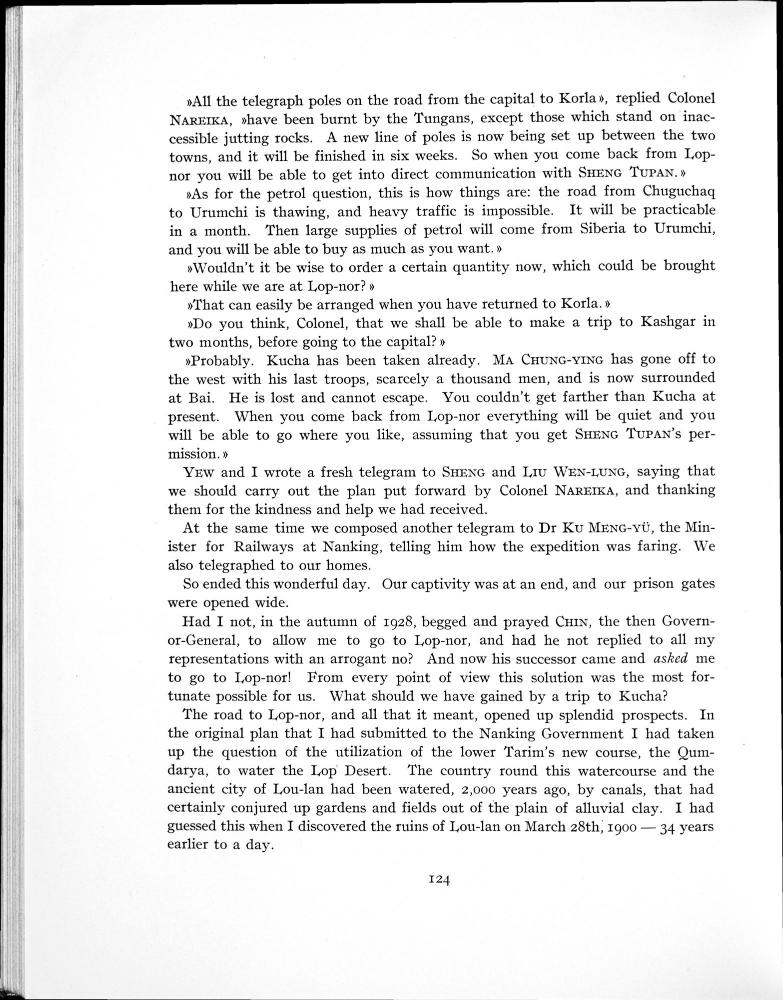 »All the telegraph poles on the road from the capital to Korla», replied Colonel
NAREIKA, »have been burnt by the Tungans, except those which stand on inac-
cessible jutting rocks. A new line of poles is now being set up between the two
towns, and it will be finished in six weeks. So when you come back from Lop-
nor you will be able to get into direct communication with SHENG TUPAN.»
»As for the petrol question, this is how things are: the road from Chuguchaq
to Urumchi is thawing, and heavy traffic is impossible. It will be practicable
in a month. Then large supplies of petrol will come from Siberia to Urumchi,
and you will be able to buy as much as you want.»
»Wouldn't it be wise to order a certain quantity now, which could be brought
here while we are at Lop-nor?»
»That can easily be arranged when you have returned to Korla.»
»Do you think, Colonel, that we shall be able to make a trip to Kashgar in
two months, before going to the capital?»
»Probably. Kucha has been taken already. MA CHUNG-YING has gone off to
the west with his last troops, scarcely a thousand men, and is now surrounded
at Bai. He is lost and cannot escape. You couldn't get farther than Kucha at
present. When you come back from Lop-nor everything will be quiet and you
will be able to go where you like, assuming that you get SHENG TUPAN's per-
mission.»
YEW and I wrote a fresh telegram to SHENG and LIU WEN-LUNG, saying that
we should carry out the plan put forward by Colonel NAREIKA, and thanking
them for the kindness and help we had received.
At the same time we composed another telegram to Dr KU MENG-YÜ, the Min-
ister for Railways at Nanking, telling him how the expedition was faring. We
also telegraphed to our homes.
So ended this wonderful day. Our captivity was at an end, and our prison gates
were opened wide.
Had I not, in the autumn of 1928, begged and prayed CHIN, the then Govern-
or-General, to allow me to go to Lop-nor, and had he not replied to all my
representations with an arrogant no? And now his successor came and asked me
to go to Lop-nor! From every point of view this solution was the most for-
tunate possible for us. What should we have gained by a trip to Kucha?
The road to Lop-nor, and all that it meant, opened up splendid prospects. In
the original plan that I had submitted to the Nanking Government I had taken
up the question of the utilization of the lower Tarim's new course, the Qum-
darya, to water the Lop Desert. The country round this watercourse and the
ancient city of Lou-lan had been watered, 2,000 years ago, by canals, that had
certainly conjured up gardens and fields out of the plain of alluvial clay. I had
guessed this when I discovered the ruins of Lou-lan on March 28th, 1900 — 34 years
earlier to a day.
124